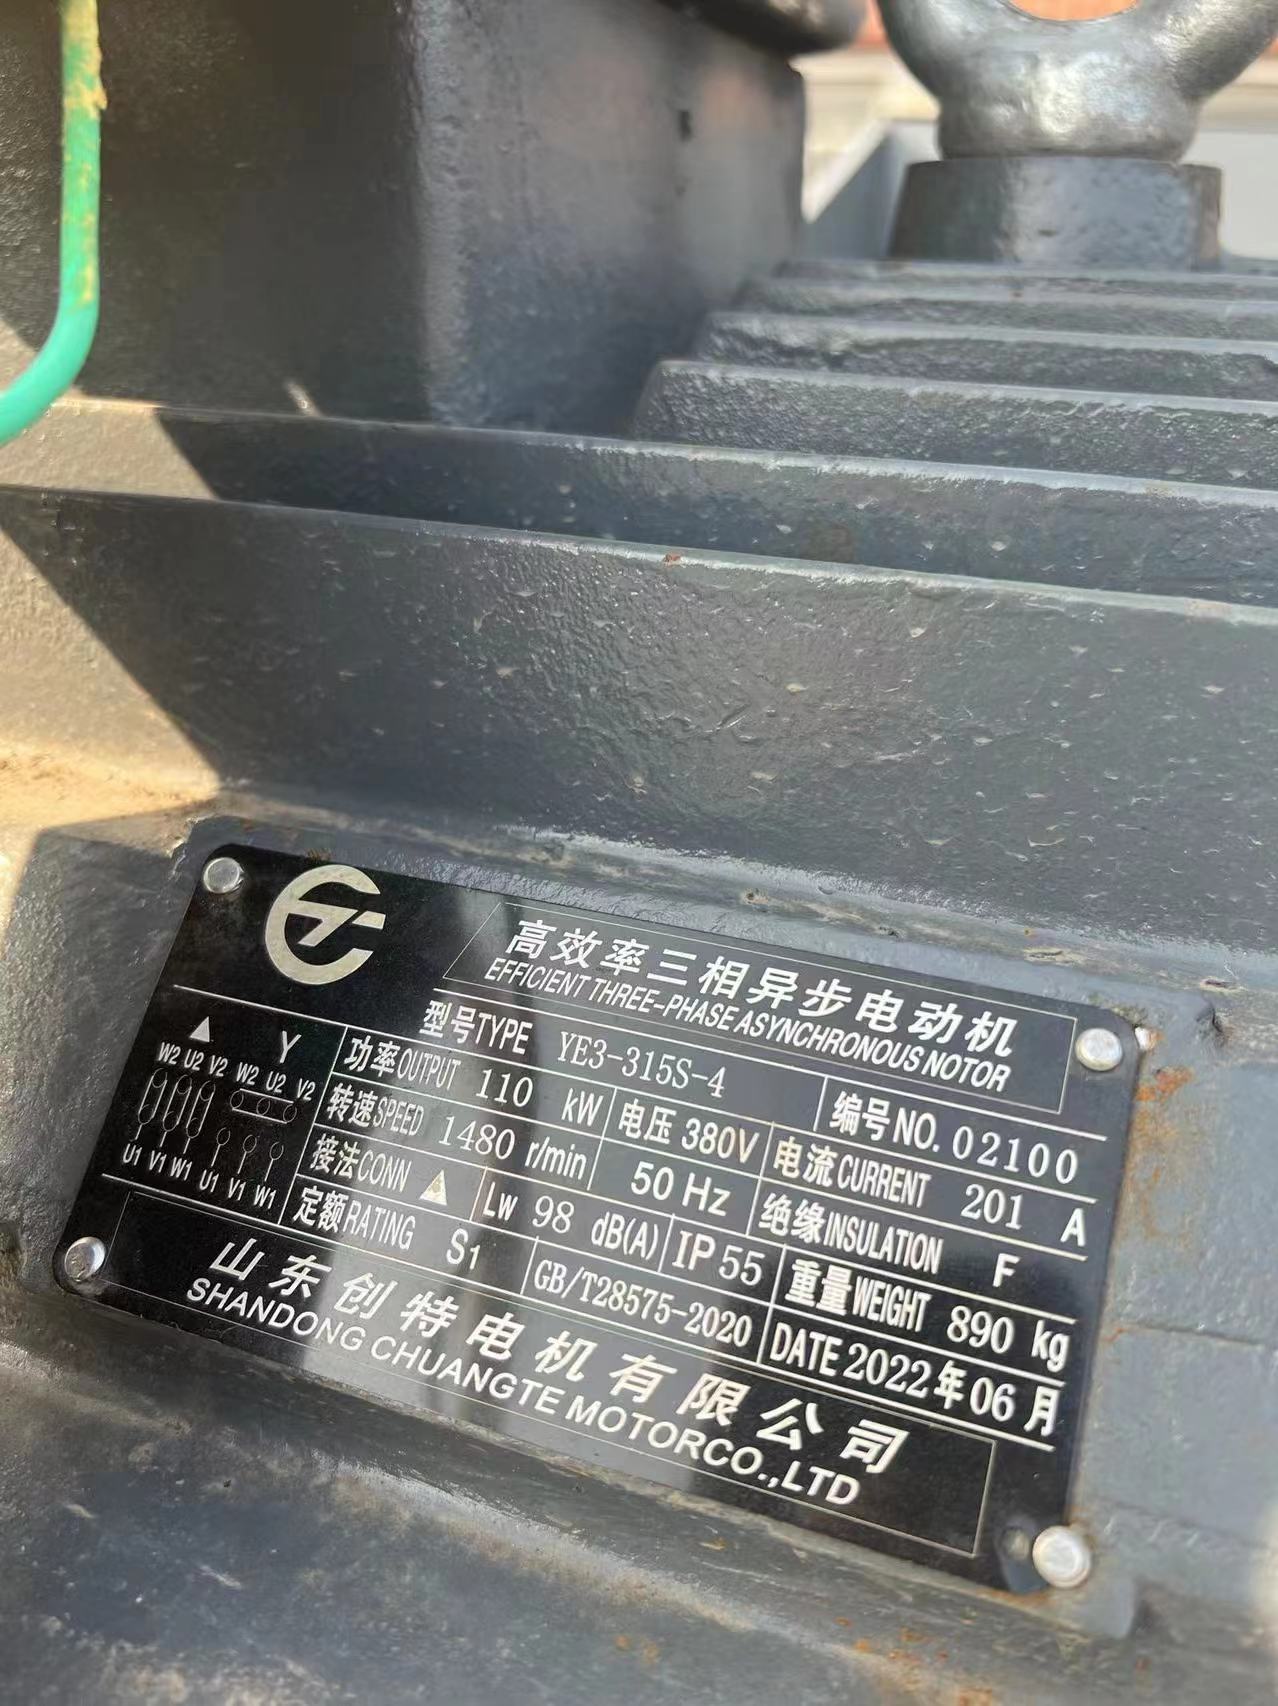 高效率三相异步电动机
EFFICIENT THREE-PHASE ASYNCHRONOUS NOTOR
型号TYPE YE3-315S-4 编号NO. 02100
功率OUTPUT 110 kW 电压 380V 电流CURRENT 201 A
转速SPEED 1480 r/min 50 Hz 绝缘INSULATION F
接法CONN △ Lw 98 dB(A) IP 55 重量WEIGHT 890 kg
定额RATING S1 GB/T28575-2020 DATE 2022年06月
△ Y
W2 U2 V2 W2 U2 V2
U1 V1 W1 U1 V1 W1
山东创特电机有限公司
SHANDONG CHUANGTE MOTORCO.,LTD